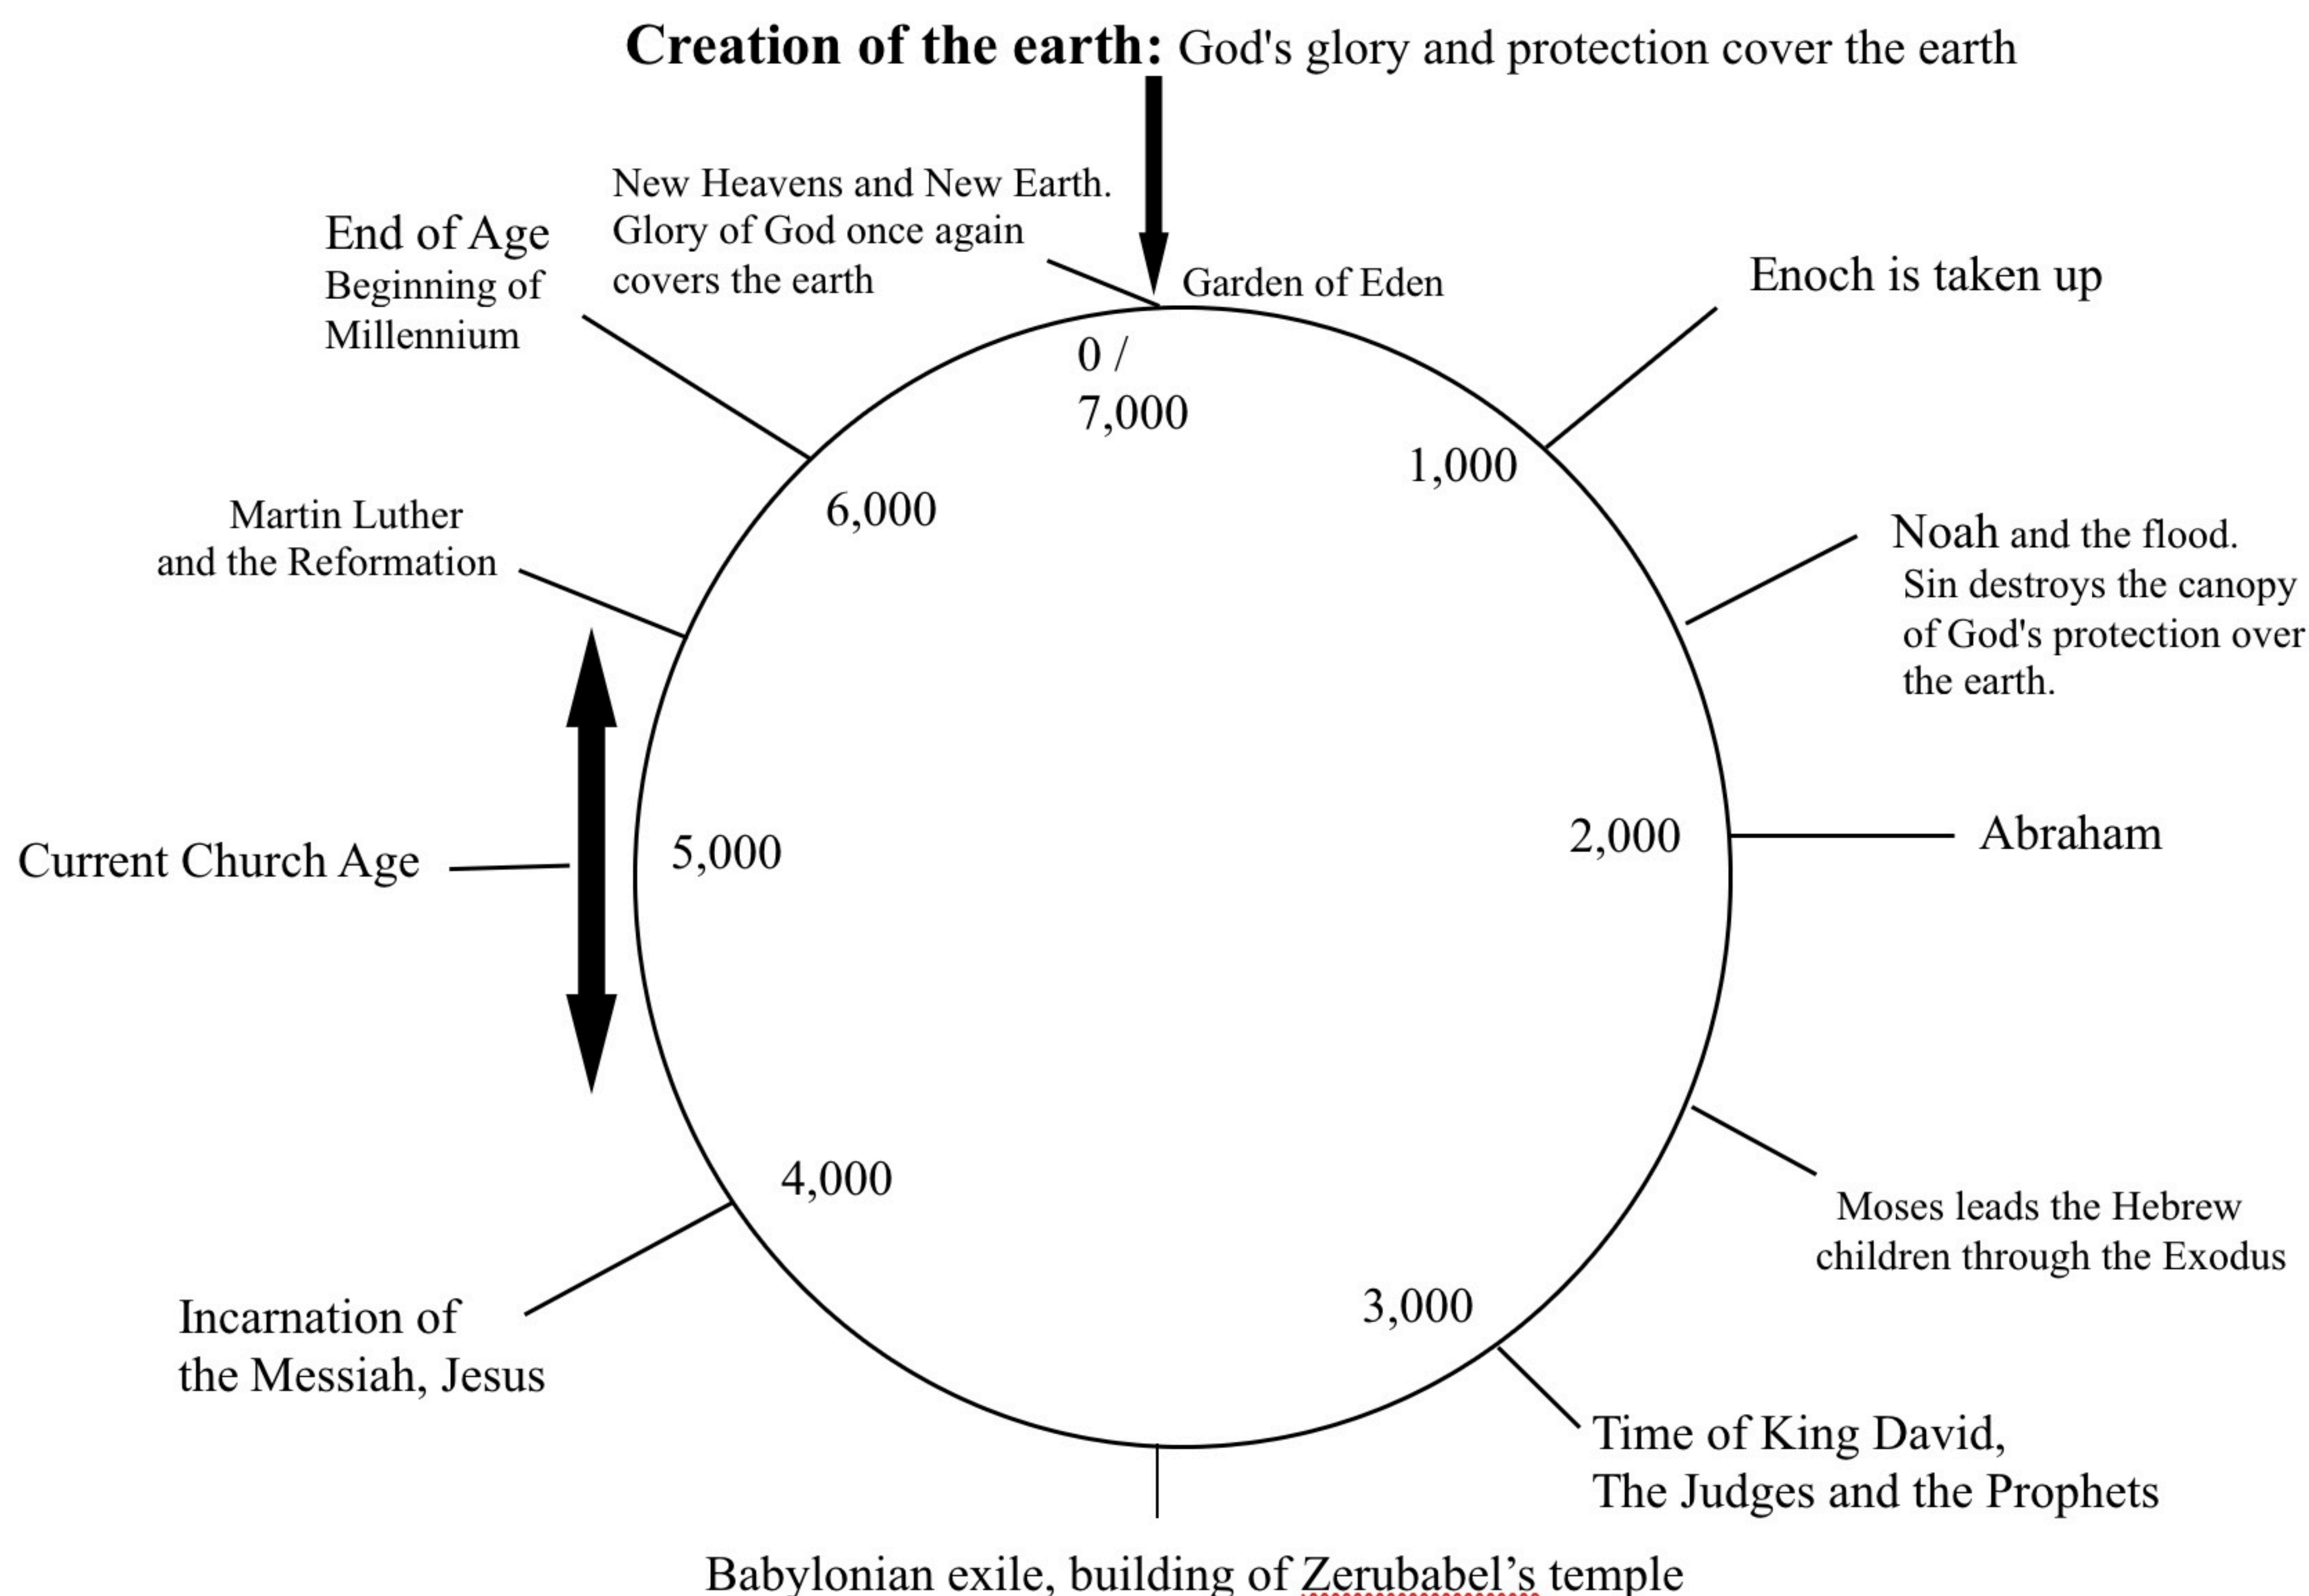 Creation of the earth: God's glory and protection cover the earth
New Heavens and New Earth.
Glory of God once again
covers the earth
Garden of Eden
0 /
7,000
Enoch is taken up
1,000
Noah and the flood.
Sin destroys the canopy
of God's protection over
the earth.
2,000
Abraham
Moses leads the Hebrew
children through the Exodus
3,000
Time of King David,
The Judges and the Prophets
Babylonian exile, building of Zerubabel’s temple
4,000
Incarnation of
the Messiah, Jesus
5,000
Current Church Age
Martin Luther
and the Reformation
6,000
End of Age
Beginning of
Millennium